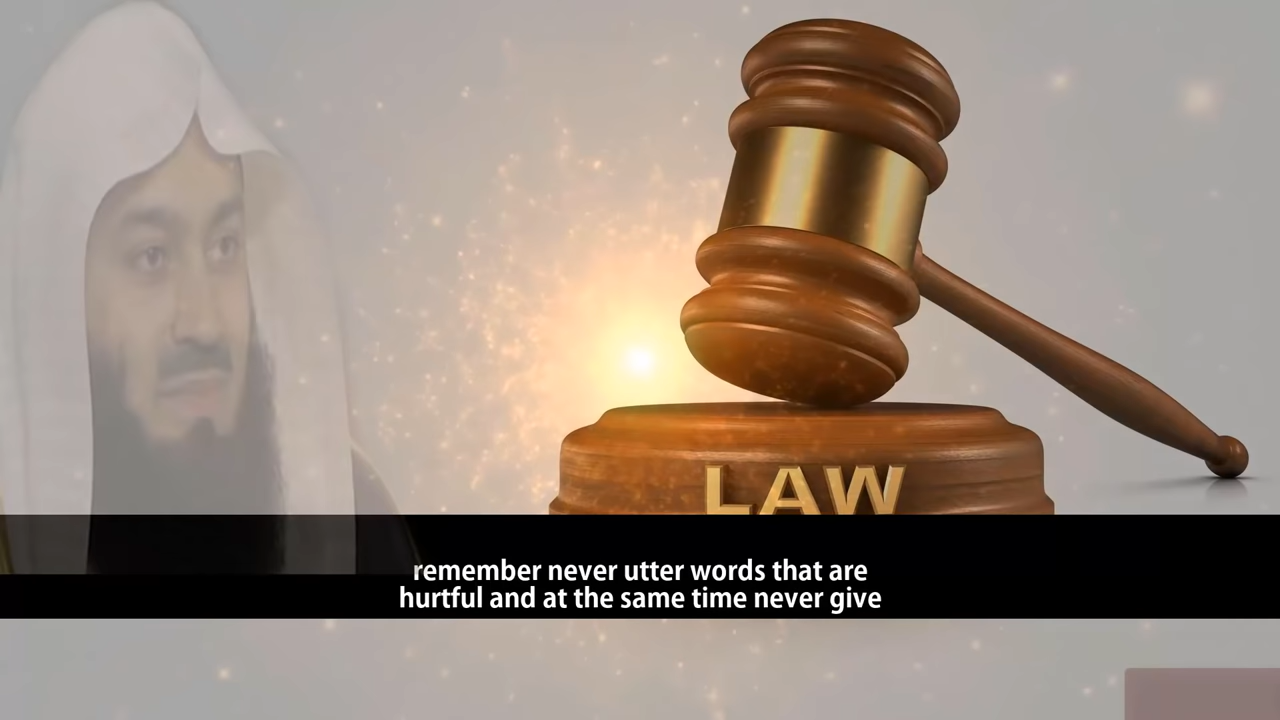 LAW
remember never utter words that are
hurtful and at the same time never give